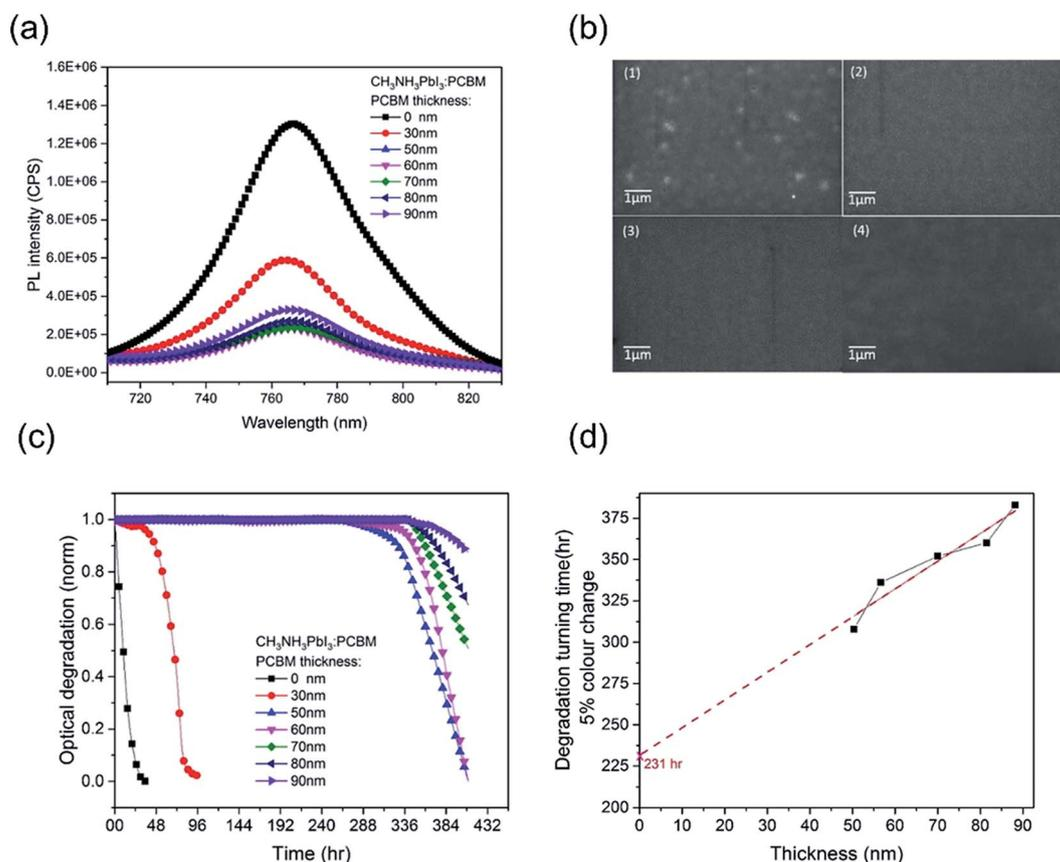 (a)
1.6E+06
1.4E+06
1.2E+06
1.0E+06
8.0E+05
6.0E+05
4.0E+05
2.0E+05
0.0E+00
PL intensity (CPS)
CH₃NH₃PbI₃:PCBM
PCBM thickness:
0 nm
30nm
50nm
60nm
70nm
80nm
90nm
720 740 760 780 800 820
Wavelength (nm)
(b)
(1)
1μm
(2)
1μm
(3)
1μm
(4)
1μm
(c)
1.0
0.8
0.6
0.4
0.2
0.0
Optical degradation (norm)
CH₃NH₃PbI₃:PCBM
PCBM thickness:
0 nm
30nm
50nm
60nm
70nm
80nm
90nm
00 48 96 144 192 240 288 336 384 432
Time (hr)
(d)
375
350
325
300
275
250
225
200
Degradation turning time(hr)
5% colour change
231 hr
0 10 20 30 40 50 60 70 80 90
Thickness (nm)